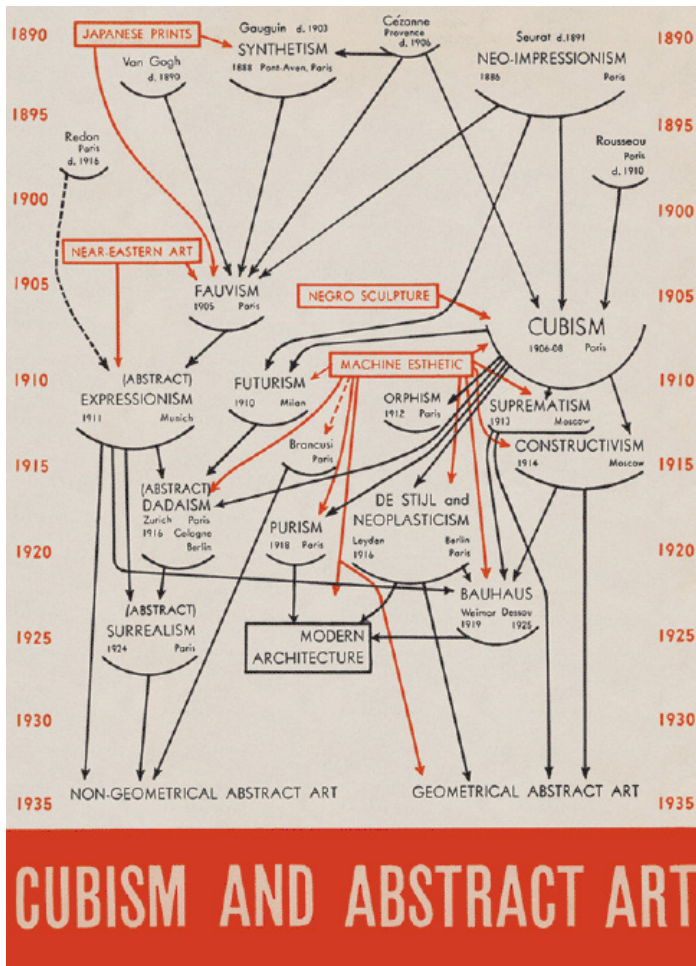 1890
JAPANESE PRINTS
Gauguin d. 1903
SYNTHETISM
1888 Pont-Aven, Paris
Cézanne
Provence
d. 1906
Seurat d.1891
NEO-IMPRESSIONISM
1886 Paris
1890
Van Gogh
d. 1890
1895
1895
Redon
Paris
d. 1916
Rousseau
Paris
d. 1910
1900
1900
NEAR-EASTERN ART
1905
FAUVISM
1905 Paris
NEGRO SCULPTURE
1905
CUBISM
1906-08 Paris
MACHINE ESTHETIC
1910
(ABSTRACT)
EXPRESSIONISM
1911 Munich
FUTURISM
1910 Milan
ORPHISM
1912 Paris
SUPREMATISM
1913 Moscow
1910
Brancusi
Paris
CONSTRUCTIVISM
1914 Moscow
1915
1915
(ABSTRACT)
DADAISM
Zurich Paris
1916 Cologne
Berlin
PURISM
1918 Paris
DE STIJL and
NEOPLASTICISM
Leyden Berlin
1916 Paris
1920
1920
BAUHAUS
Weimar Dessau
1919 1925
(ABSTRACT)
SURREALISM
1924 Paris
MODERN
ARCHITECTURE
1925
1925
1930
1930
NON-GEOMETRICAL ABSTRACT ART
GEOMETRICAL ABSTRACT ART
1935
1935
CUBISM AND ABSTRACT ART